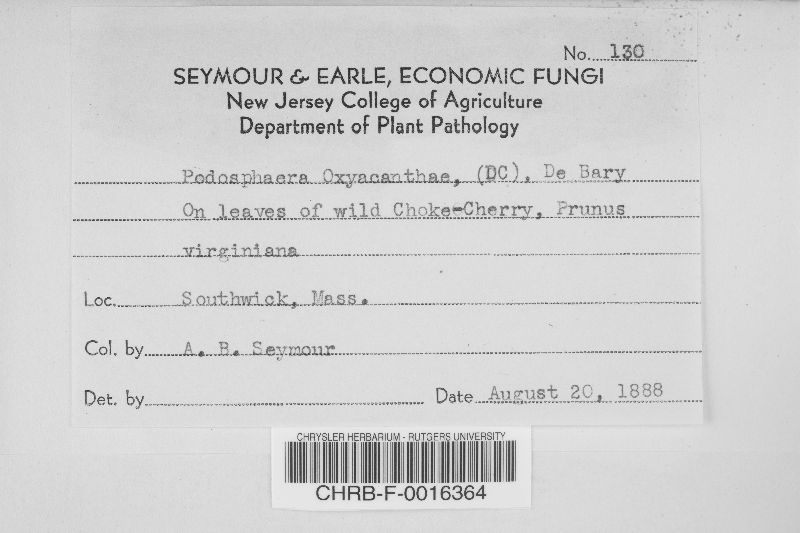 No. 130
SEYMOUR & EARLE, ECONOMIC FUNGI
New Jersey College of Agriculture
Department of Plant Pathology
Podosphaera Oxyacanthae, (DC), De Bary
On leaves of wild Choke-Cherry, Prunus
virginiana
Loc. Southwick, Mass.
Col. by A. B. Seymour
Det. by
Date August 20, 1888
CHRYSLER HERBARIUM - RUTGERS UNIVERSITY
CHRB-F-0016364